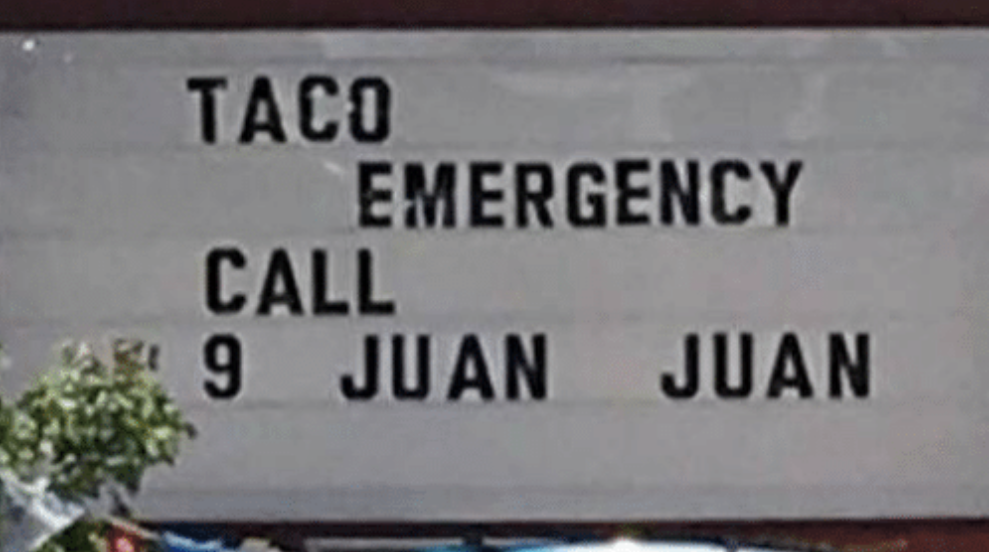 TACO
EMERGENCY
CALL
9 JUAN JUAN